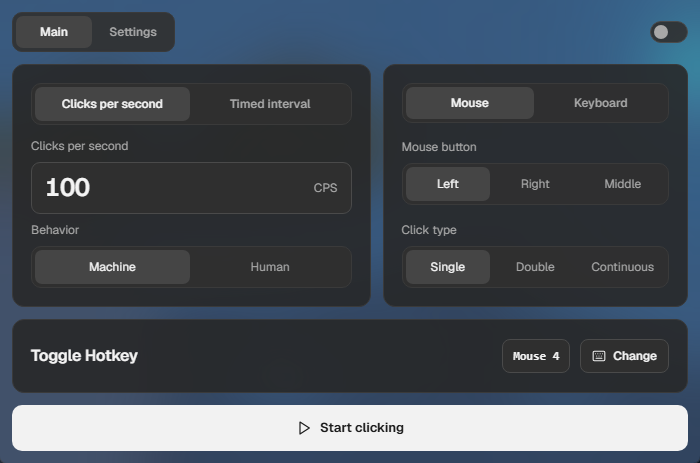 Main Settings
Clicks per second Timed interval
Clicks per second
100 CPS
Behavior
Machine Human
Mouse Keyboard
Mouse button
Left Right Middle
Click type
Single Double Continuous
Toggle Hotkey Mouse 4 Change
Start clicking